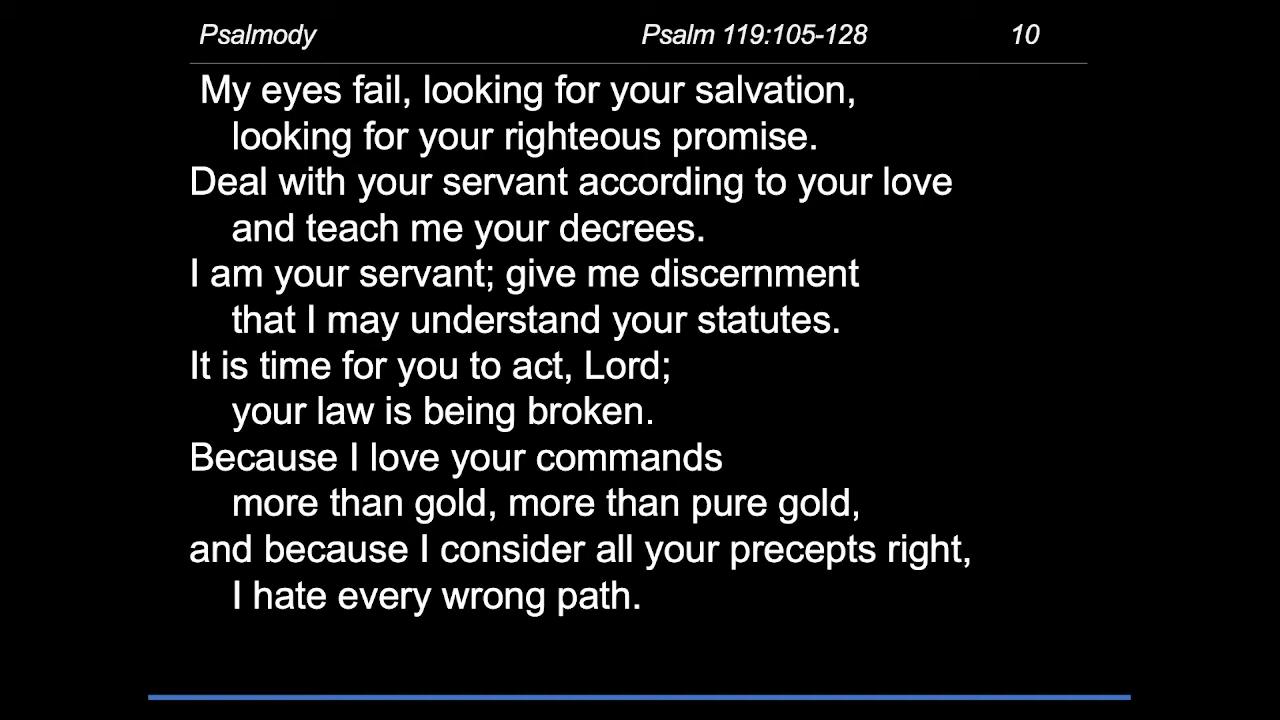 Psalmody Psalm 119:105-128 10
My eyes fail, looking for your salvation,
looking for your righteous promise.
Deal with your servant according to your love
and teach me your decrees.
I am your servant; give me discernment
that I may understand your statutes.
It is time for you to act, Lord;
your law is being broken.
Because I love your commands
more than gold, more than pure gold,
and because I consider all your precepts right,
I hate every wrong path.